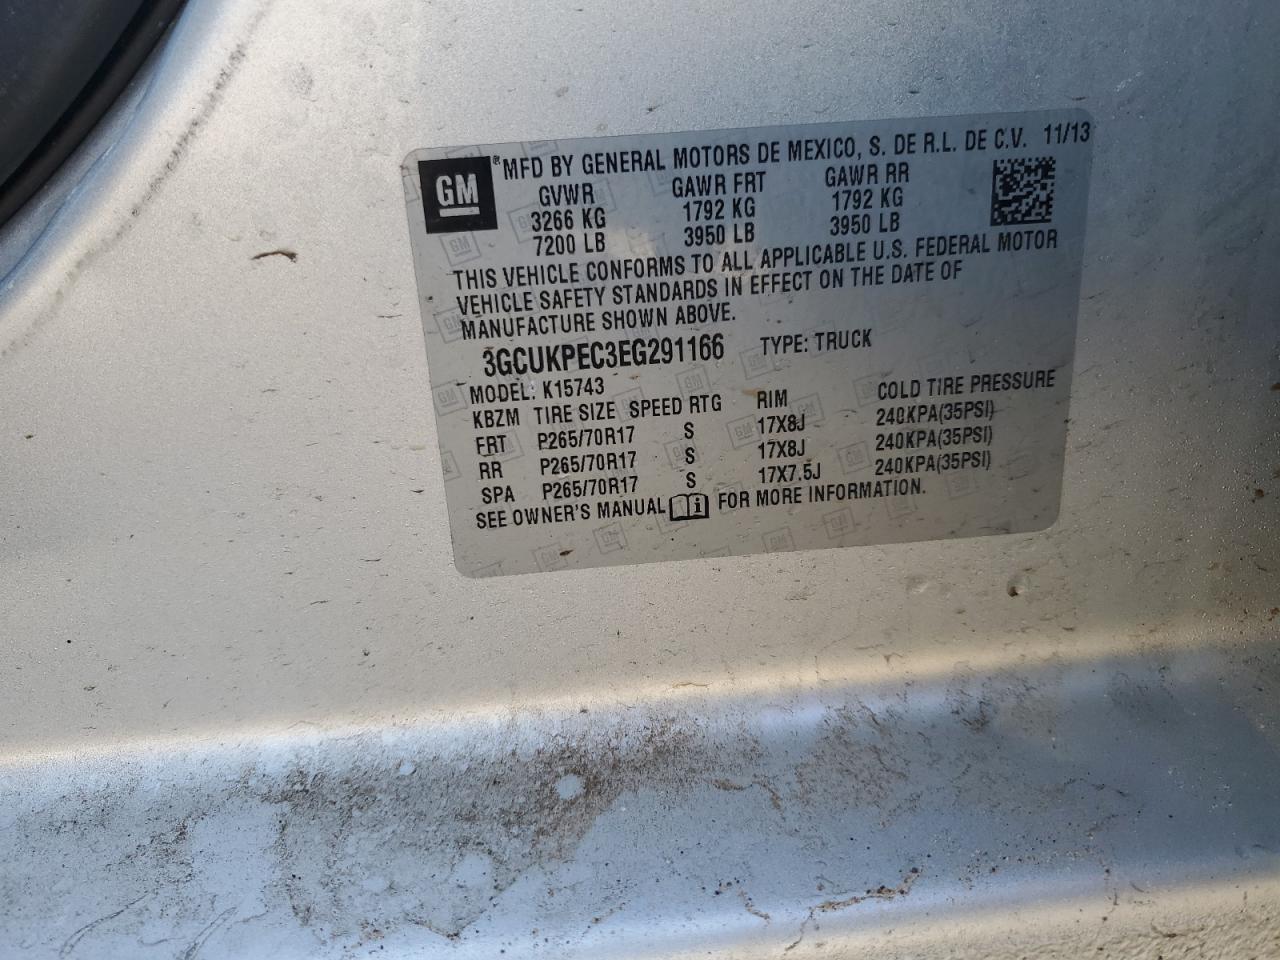 GM ® MFD BY GENERAL MOTORS DE MEXICO, S. DE R.L. DE C.V. 11/13
GVWR GAWR FRT GAWR RR
3266 KG 1792 KG 1792 KG
7200 LB 3950 LB 3950 LB
THIS VEHICLE CONFORMS TO ALL APPLICABLE U.S. FEDERAL MOTOR
VEHICLE SAFETY STANDARDS IN EFFECT ON THE DATE OF
MANUFACTURE SHOWN ABOVE.
3GCUKPEC3EG291166 TYPE: TRUCK
MODEL: K15743
KBZM TIRE SIZE SPEED RTG RIM COLD TIRE PRESSURE
FRT P265/70R17 S 17X8J 240KPA(35PSI)
RR P265/70R17 S 17X8J 240KPA(35PSI)
SPA P265/70R17 S 17X7.5J 240KPA(35PSI)
SEE OWNER'S MANUAL i FOR MORE INFORMATION.